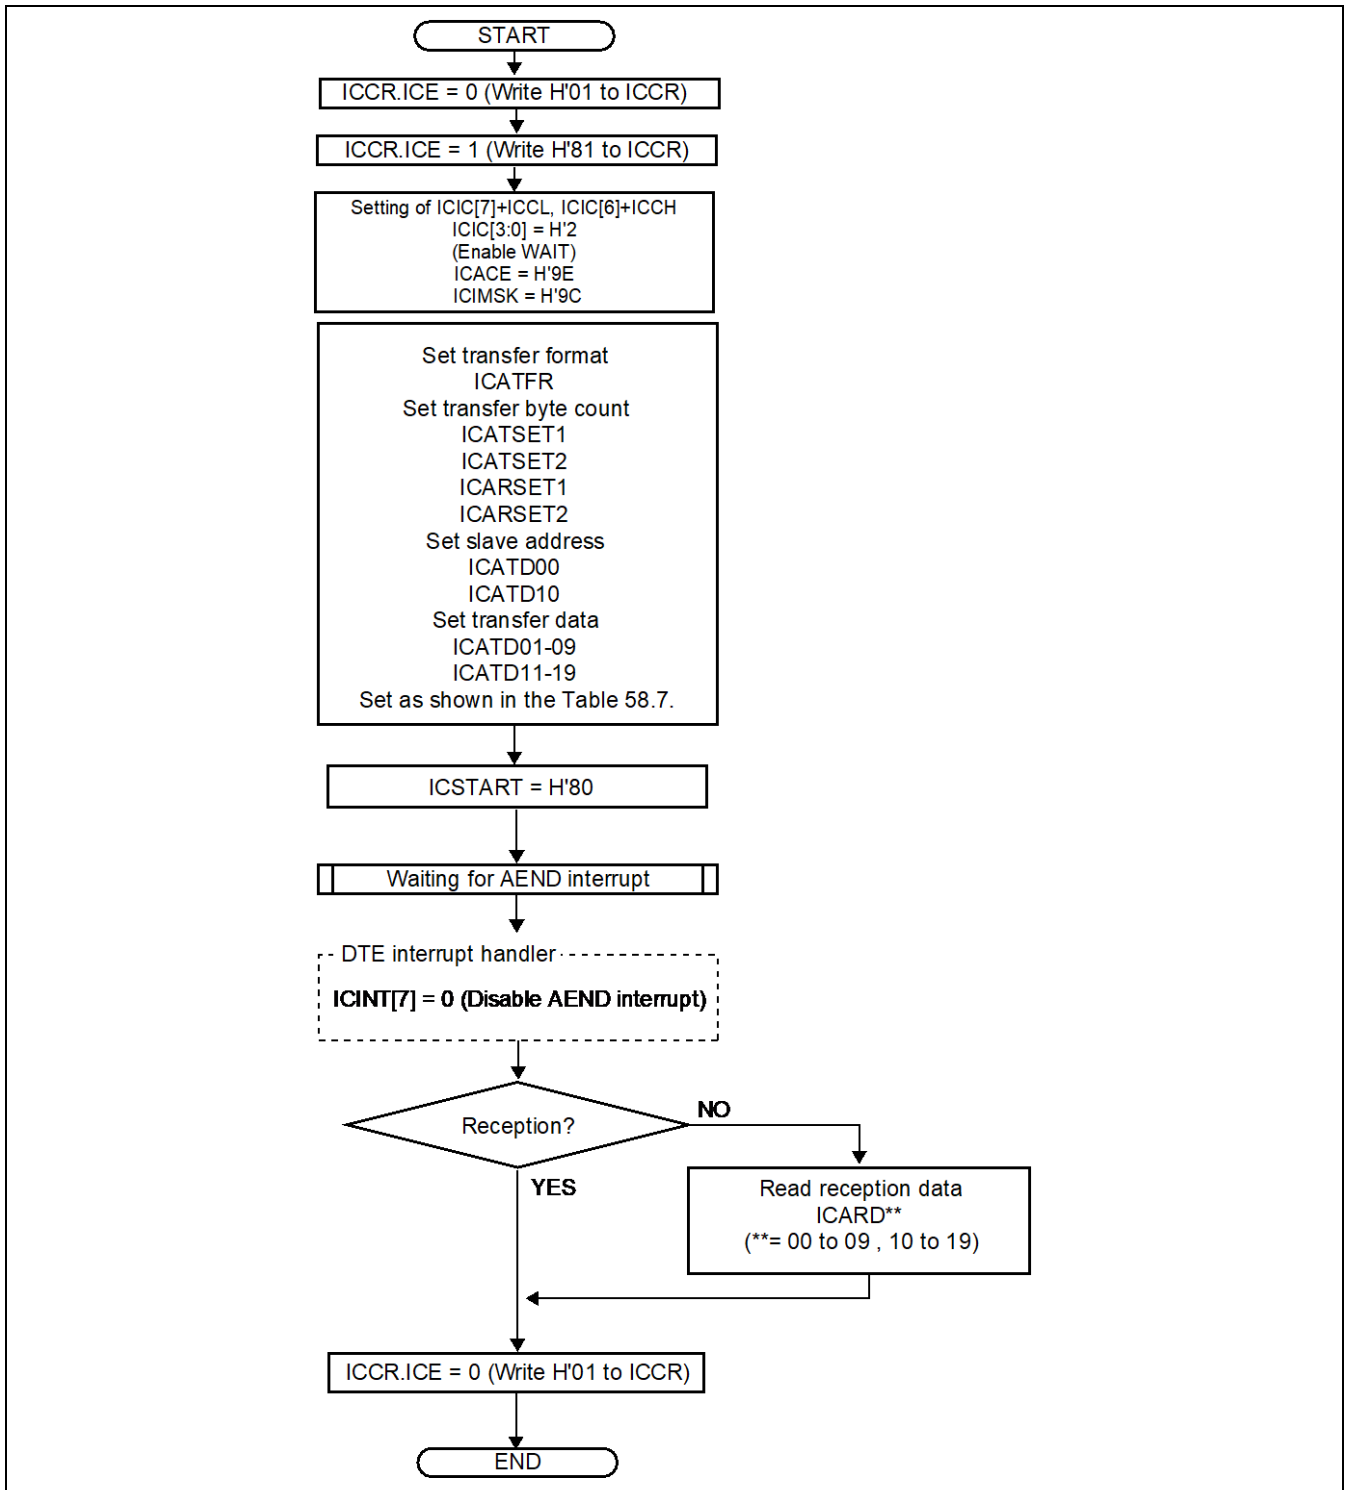 START
ICCR.ICE = 0 (Write H'01 to ICCR)
ICCR.ICE = 1 (Write H'81 to ICCR)
Setting of ICIC[7]+ICCL, ICIC[6]+ICCH
ICIC[3:0] = H'2
(Enable WAIT)
ICACE = H'9E
ICIMSK = H'9C
Set transfer format
ICATFR
Set transfer byte count
ICATSET1
ICATSET2
ICARSET1
ICARSET2
Set slave address
ICATD00
ICATD10
Set transfer data
ICATD01-09
ICATD11-19
Set as shown in the Table 58.7.
ICSTART = H'80
Waiting for AEND interrupt
DTE interrupt handler
ICINT[7] = 0 (Disable AEND interrupt)
Reception?
NO
YES
Read reception data
ICARD**
(**= 00 to 09 , 10 to 19)
ICCR.ICE = 0 (Write H'01 to ICCR)
END